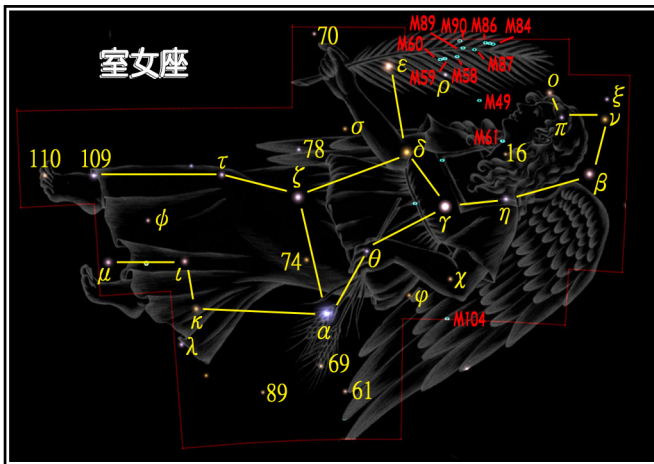 室女座
70
M89
M90
M86
M84
M60
M59
M58
M87
ε
ρ
ο
ξ
M49
π
ν
σ
M61
78
δ
16
110
109
τ
ζ
β
γ
η
φ
μ
ι
74
θ
χ
φ
κ
α
M104
λ
69
89
61